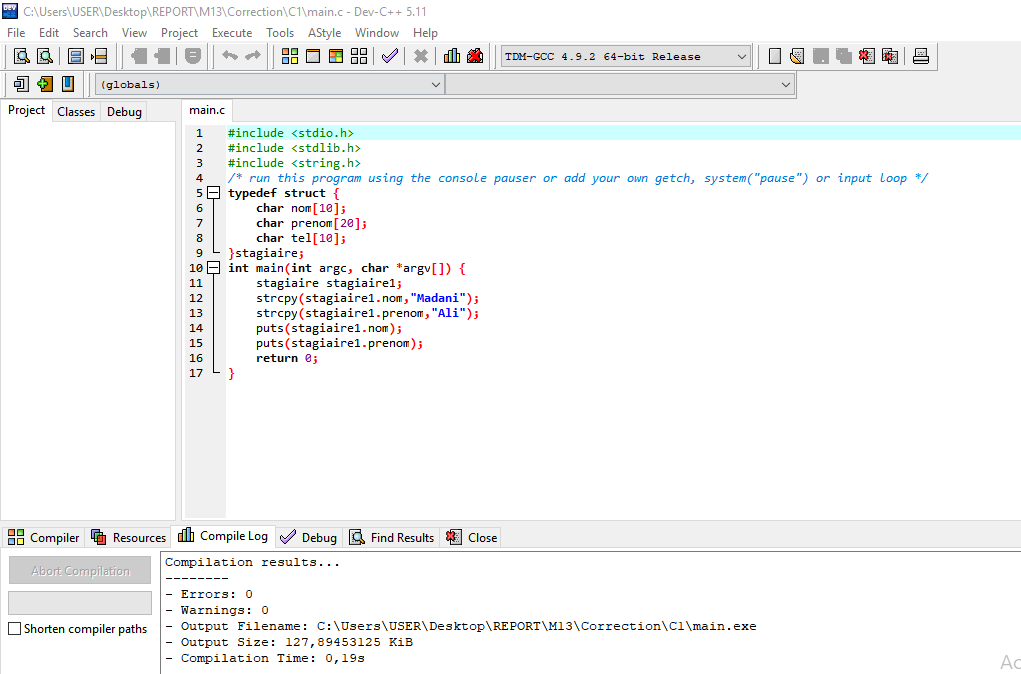 C:\Users\USER\Desktop\REPORT\M13\Correction\C1\main.c - Dev-C++ 5.11
File Edit Search View Project Execute Tools AStyle Window Help
TDM-GCC 4.9.2 64-bit Release
(globals)
Project Classes Debug
main.c
1 #include <stdio.h>
2 #include <stdlib.h>
3 #include <string.h>
4 /* run this program using the console pauser or add your own getch, system("pause") or input loop */
5 typedef struct {
6 char nom[10];
7 char prenom[20];
8 char tel[10];
9 }stagiaire;
10 int main(int argc, char *argv[]) {
11 stagiaire stagiaire1;
12 strcpy(stagiaire1.nom,"Madani");
13 strcpy(stagiaire1.prenom,"Ali");
14 puts(stagiaire1.nom);
15 puts(stagiaire1.prenom);
16 return 0;
17 }
Compiler Resources Compile Log Debug Find Results Close
Abort Compilation
Shorten compiler paths
Compilation results...
--------
- Errors: 0
- Warnings: 0
- Output Filename: C:\Users\USER\Desktop\REPORT\M13\Correction\C1\main.exe
- Output Size: 127,89453125 KiB
- Compilation Time: 0,19s